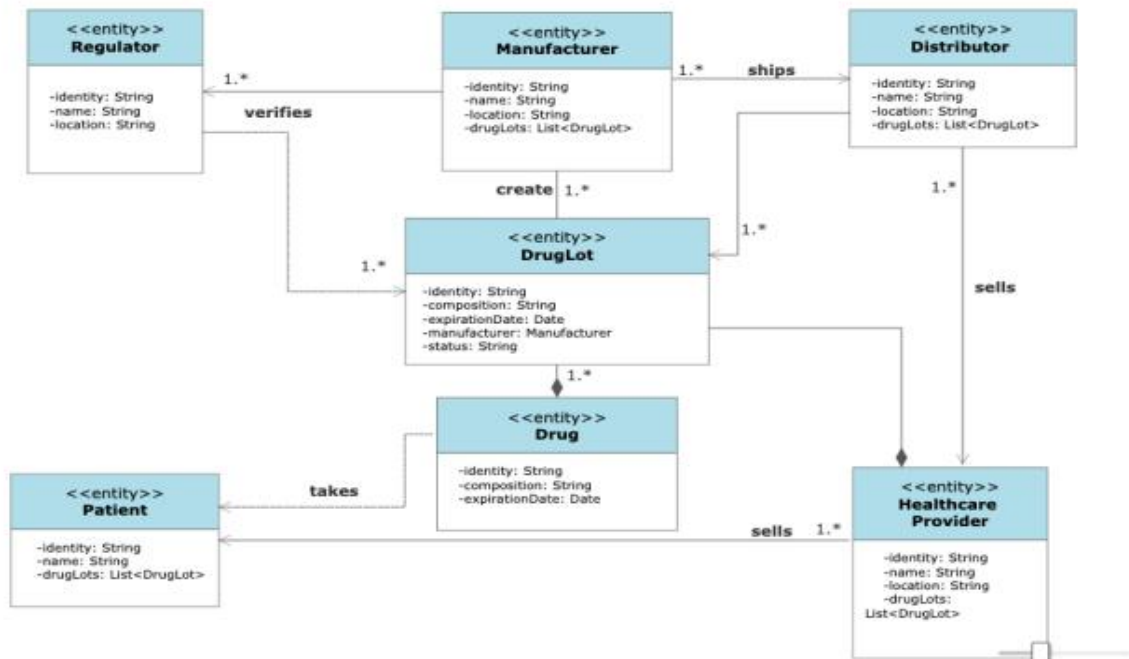 <<entity>>
Regulator
-identity: String
-name: String
-location: String
<<entity>>
Manufacturer
-identity: String
-name: String
-location: String
-drugLots: List<DrugLot>
<<entity>>
Distributor
-identity: String
-name: String
-location: String
-drugLots: List<DrugLot>
1.*
verifies
1.*
ships
create
1.*
1.*
1.*
1.*
sells
<<entity>>
DrugLot
-identity: String
-composition: String
-expirationDate: Date
-manufacturer: Manufacturer
-status: String
1.*
<<entity>>
Drug
-identity: String
-composition: String
-expirationDate: Date
takes
<<entity>>
Patient
-identity: String
-name: String
-drugLots: List<DrugLot>
sells
1.*
<<entity>>
Healthcare
Provider
-identity: String
-name: String
-location: String
-drugLots:
List<DrugLot>